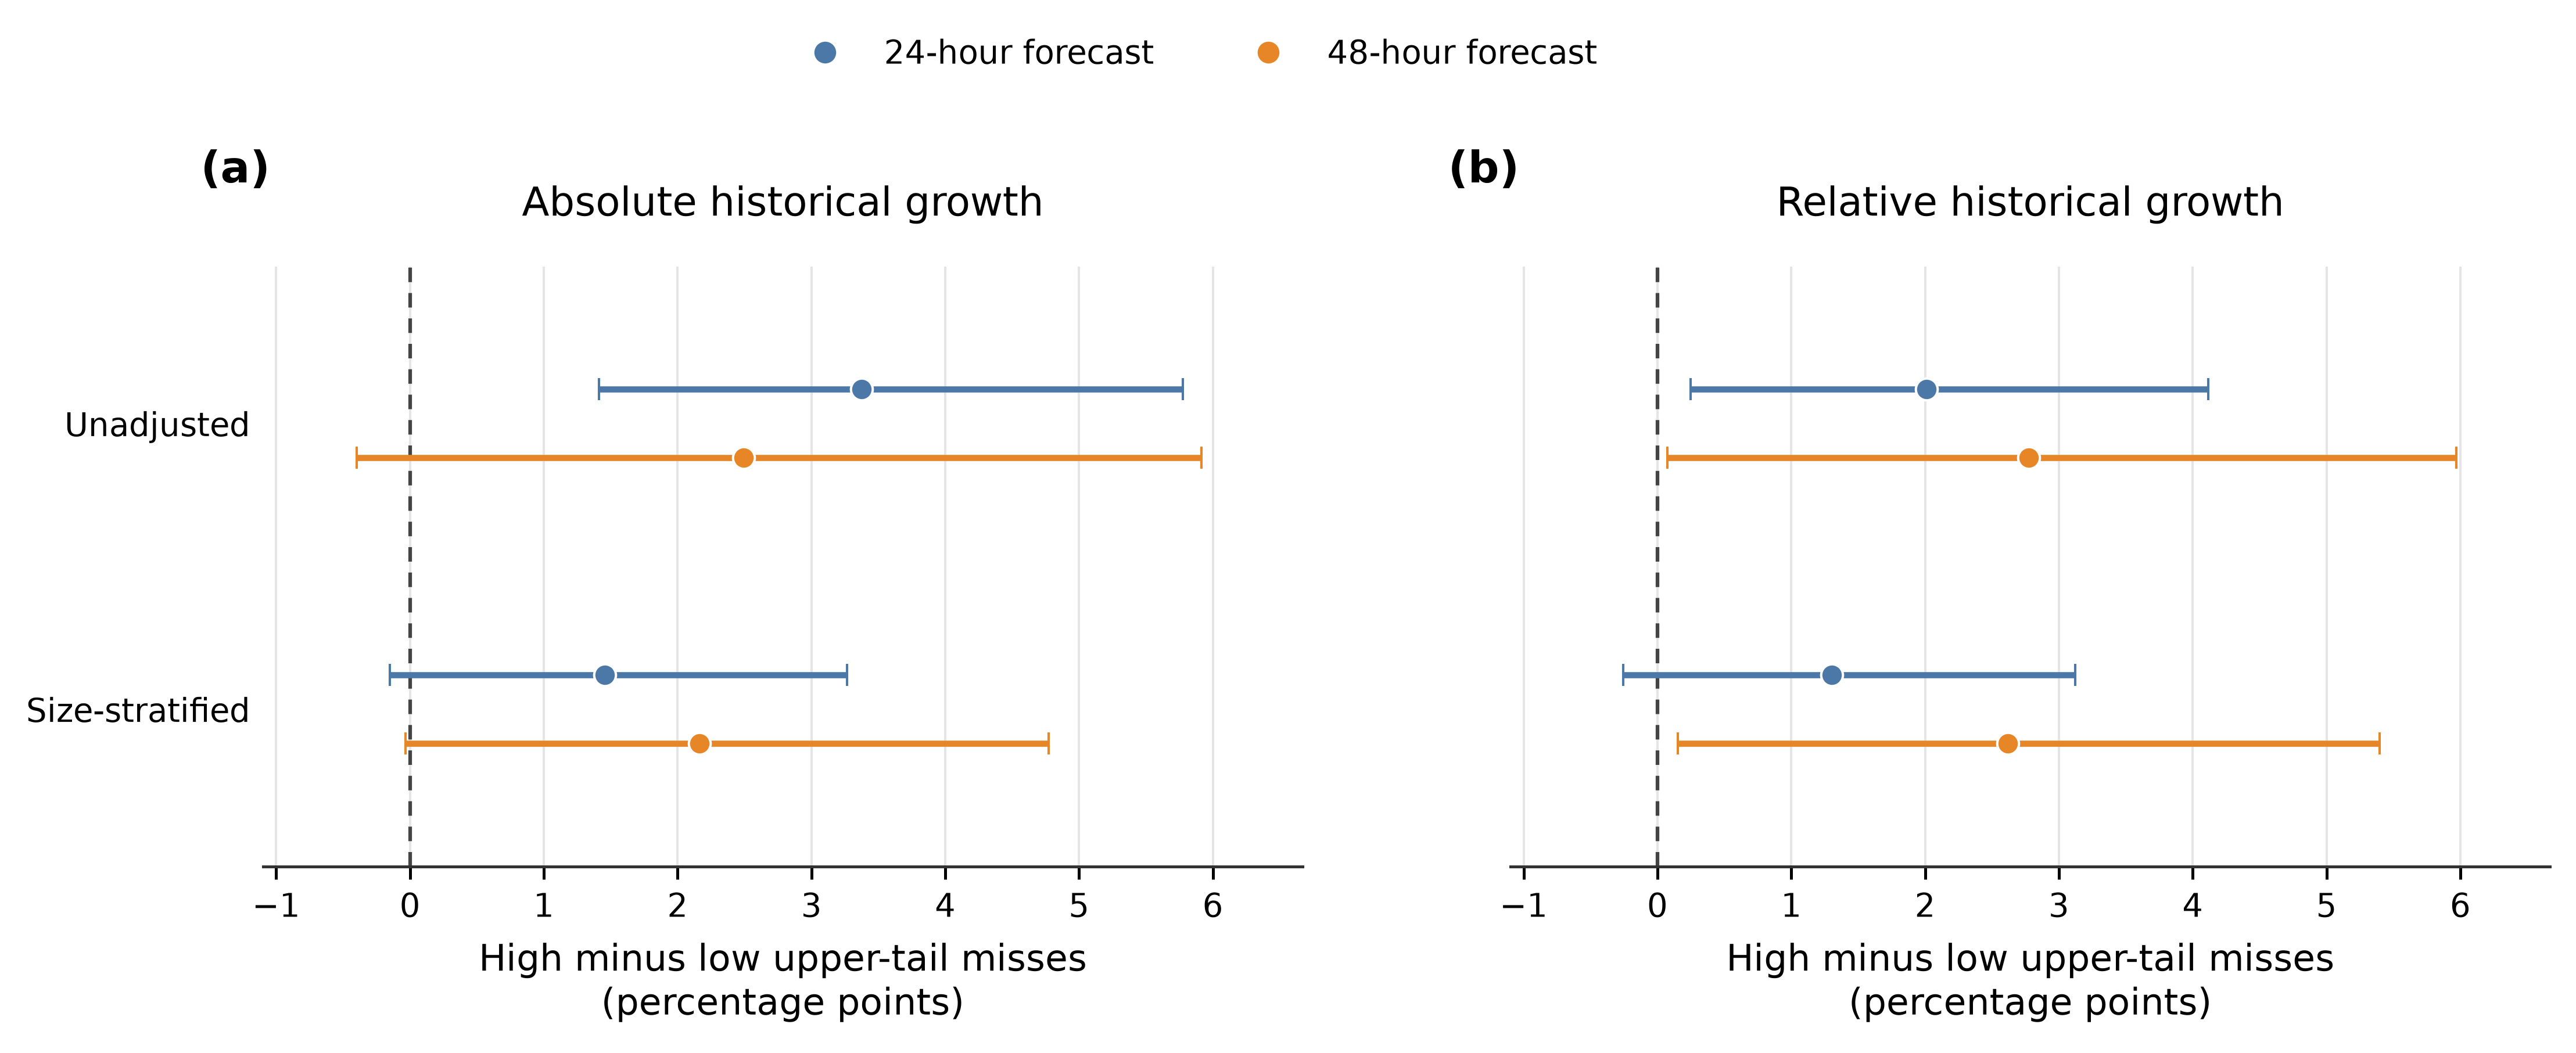 24-hour forecast
48-hour forecast
(a)
Absolute historical growth
Unadjusted
Size-stratified
−1 0 1 2 3 4 5 6
High minus low upper-tail misses
(percentage points)
(b)
Relative historical growth
−1 0 1 2 3 4 5 6
High minus low upper-tail misses
(percentage points)